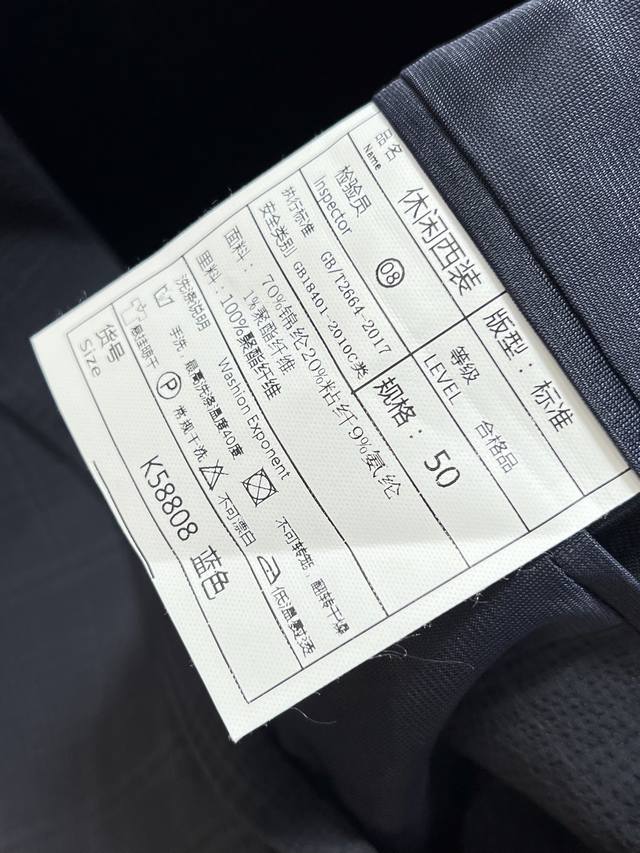 品名
Name
休闲西装
版型：标准
检验员
Inspector
08
等级
LEVEL
合格品
执行标准
GB/T2664-2017
安全类别
GB18401-2010C类
规格：50
面料：70%锦纶20%粘纤9%氨纶
1%聚酯纤维
里料：100%聚酯纤维
洗涤说明
Washion Exponent
手洗，最高洗涤温度40度
不可转笼 翻转干燥
悬挂晾干
P
常规干洗
不可漂白
低温熨烫
货号
Size
K58808 蓝色